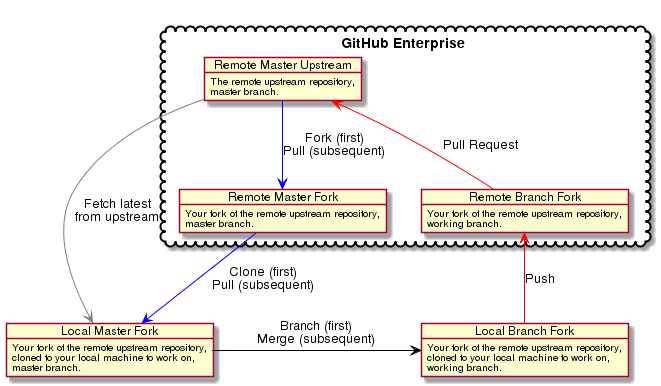 GitHub Enterprise
Remote Master Upstream
The remote upstream repository,
master branch.
Fork (first)
Pull (subsequent)
Pull Request
Fetch latest
from upstream
Remote Master Fork
Your fork of the remote upstream repository,
master branch.
Remote Branch Fork
Your fork of the remote upstream repository,
working branch.
Clone (first)
Pull (subsequent)
Push
Local Master Fork
Your fork of the remote upstream repository,
cloned to your local machine to work on,
master branch.
Branch (first)
Merge (subsequent)
Local Branch Fork
Your fork of the remote upstream repository,
cloned to your local machine to work on,
working branch.